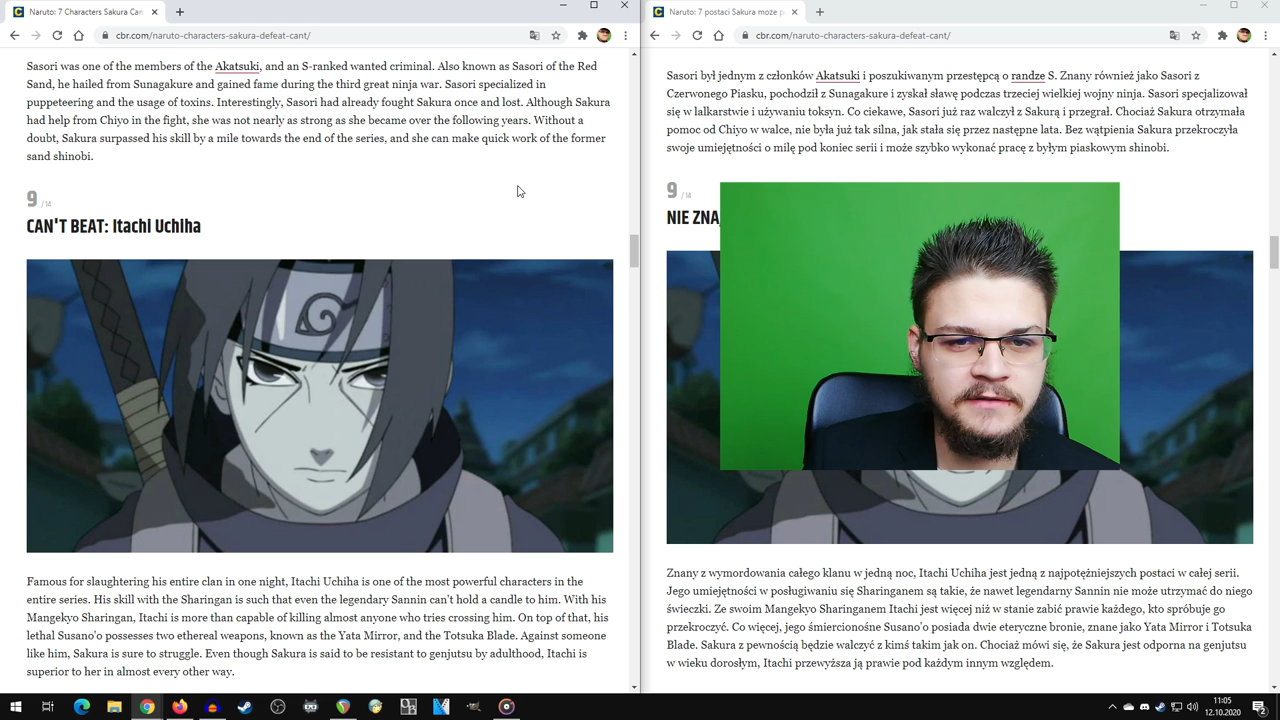 Naruto: 7 Characters Sakura Can
cbr.com/naruto-characters-sakura-defeat-cant/
Sasori was one of the members of the Akatsuki, and an S-ranked wanted criminal. Also known as Sasori of the Red
Sand, he hailed from Sunagakure and gained fame during the third great ninja war. Sasori specialized in
puppeteering and the usage of toxins. Interestingly, Sasori had already fought Sakura once and lost. Although Sakura
had help from Chiyo in the fight, she was not nearly as strong as she became over the following years. Without a
doubt, Sakura surpassed his skill by a mile towards the end of the series, and she can make quick work of the former
sand shinobi.
9 / 14
CAN'T BEAT: Itachi Uchiha
Famous for slaughtering his entire clan in one night, Itachi Uchiha is one of the most powerful characters in the
entire series. His skill with the Sharingan is such that even the legendary Sannin can't hold a candle to him. With his
Mangekyo Sharingan, Itachi is more than capable of killing almost anyone who tries crossing him. On top of that, his
lethal Susano'o possesses two ethereal weapons, known as the Yata Mirror, and the Totsuka Blade. Against someone
like him, Sakura is sure to struggle. Even though Sakura is said to be resistant to genjutsu by adulthood, Itachi is
superior to her in almost every other way.
Naruto: 7 postaci Sakura może p
cbr.com/naruto-characters-sakura-defeat-cant/
Sasori był jednym z członków Akatsuki i poszukiwanym przestępcą o randze S. Znany również jako Sasori z
Czerwonego Piasku, pochodził z Sunagakure i zyskał sławę podczas trzeciej wielkiej wojny ninja. Sasori specjalizował
się w lalkarstwie i używaniu toksyn. Co ciekawe, Sasori już raz walczył z Sakurą i przegrał. Chociaż Sakura otrzymała
pomoc od Chiyo w walce, nie była już tak silna, jak stała się przez następne lata. Bez wątpienia Sakura przekroczyła
swoje umiejętności o milę pod koniec serii i może szybko wykonać pracę z byłym piaskowym shinobi.
9 / 14
NIE ZNA
Znany z wymordowania całego klanu w jedną noc, Itachi Uchiha jest jedną z najpotężniejszych postaci w całej serii.
Jego umiejętności w posługiwaniu się Sharinganem są takie, że nawet legendarny Sannin nie może utrzymać do niego
świeczki. Ze swoim Mangekyo Sharinganem Itachi jest więcej niż w stanie zabić prawie każdego, kto spróbuje go
przekroczyć. Co więcej, jego śmiercionośne Susano'o posiada dwie eteryczne bronie, znane jako Yata Mirror i Totsuka
Blade. Sakura z pewnością będzie walczyć z kimś takim jak on. Chociaż mówi się, że Sakura jest odporna na genjutsu
w wieku dorosłym, Itachi przewyższa ją prawie pod każdym innym względem.
11:05
12.10.2020
2